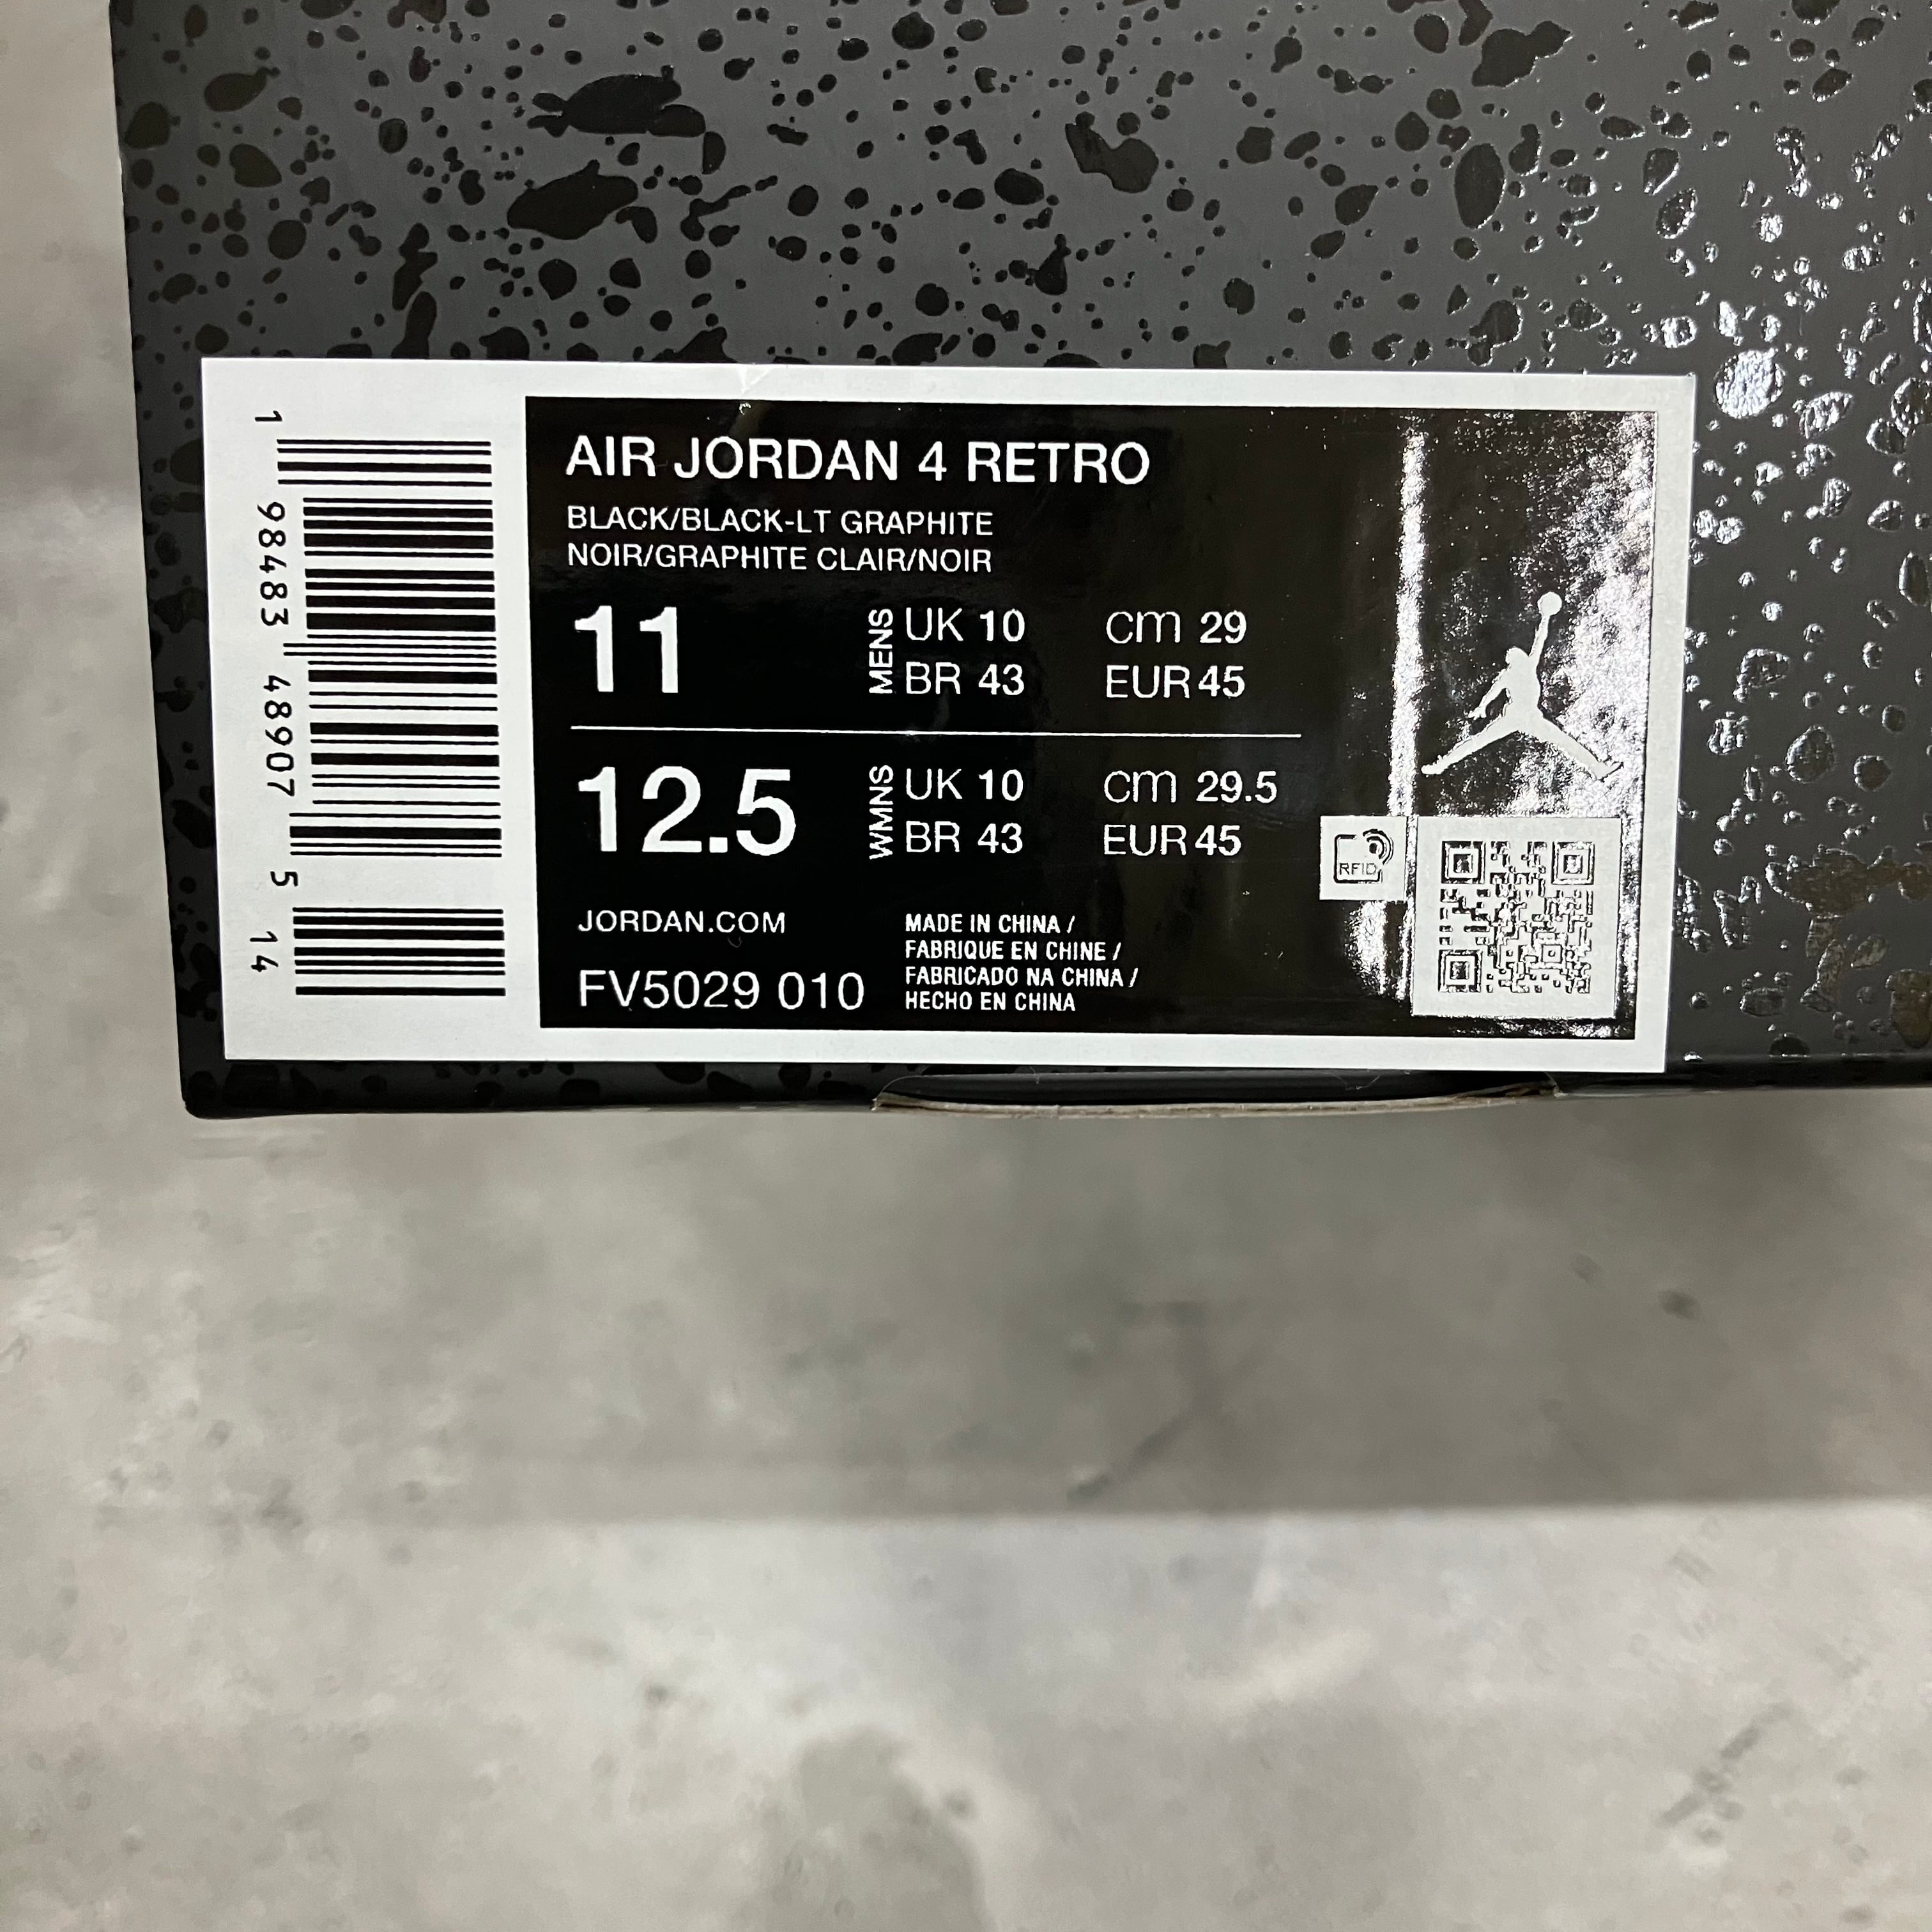 1 98483 48907 5 14
AIR JORDAN 4 RETRO
BLACK/BLACK-LT GRAPHITE
NOIR/GRAPHITE CLAIR/NOIR
11 MENS UK 10 cm 29
BR 43 EUR 45
12.5 WMNS UK 10 cm 29.5
BR 43 EUR 45
RFID
JORDAN.COM
FV5029 010
MADE IN CHINA /
FABRIQUE EN CHINE /
FABRICADO NA CHINA /
HECHO EN CHINA